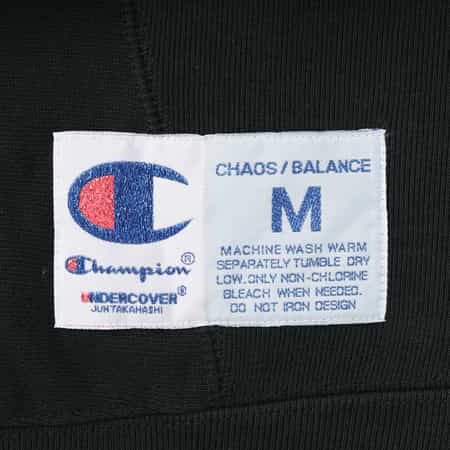 Champion®
UNDERCOVER®
JUN TAKAHASHI
CHAOS / BALANCE
M
MACHINE WASH WARM
SEPARATELY TUMBLE DRY
LOW. ONLY NON-CHLORINE
BLEACH WHEN NEEDED.
DO NOT IRON DESIGN